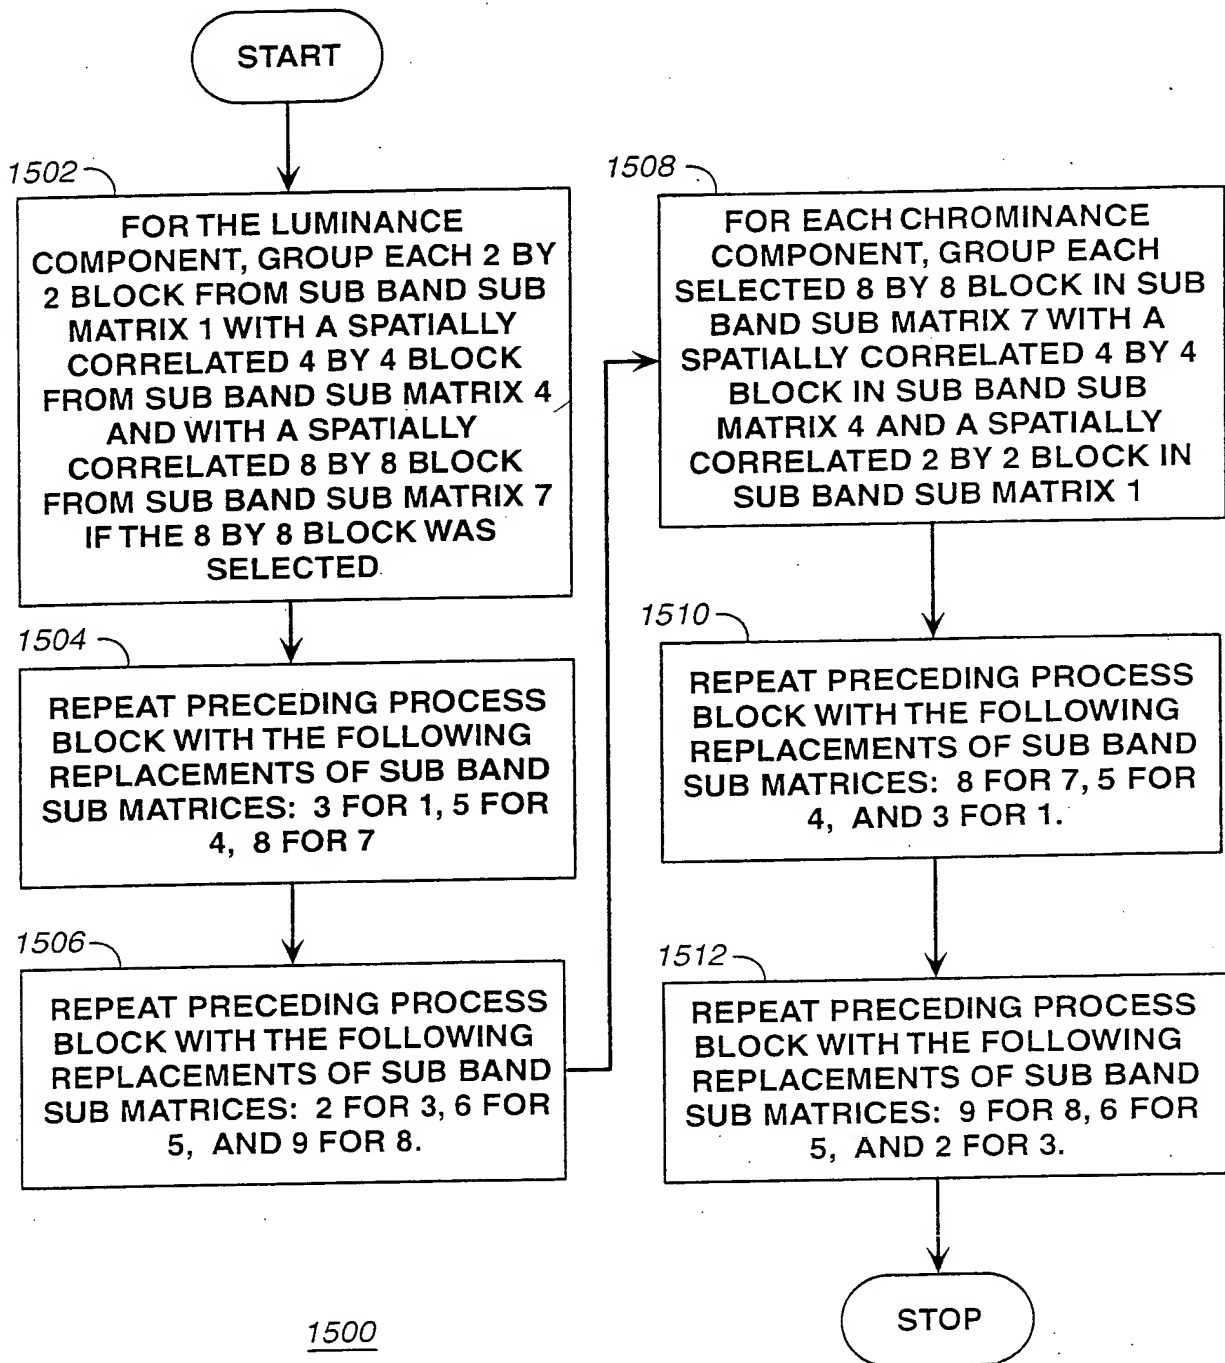 START
1502
FOR THE LUMINANCE
COMPONENT, GROUP EACH 2 BY
2 BLOCK FROM SUB BAND SUB
MATRIX 1 WITH A SPATIALLY
CORRELATED 4 BY 4 BLOCK
FROM SUB BAND SUB MATRIX 4
AND WITH A SPATIALLY
CORRELATED 8 BY 8 BLOCK
FROM SUB BAND SUB MATRIX 7
IF THE 8 BY 8 BLOCK WAS
SELECTED
1504
REPEAT PRECEDING PROCESS
BLOCK WITH THE FOLLOWING
REPLACEMENTS OF SUB BAND
SUB MATRICES: 3 FOR 1, 5 FOR
4, 8 FOR 7
1506
REPEAT PRECEDING PROCESS
BLOCK WITH THE FOLLOWING
REPLACEMENTS OF SUB BAND
SUB MATRICES: 2 FOR 3, 6 FOR
5, AND 9 FOR 8.
1508
FOR EACH CHROMINANCE
COMPONENT, GROUP EACH
SELECTED 8 BY 8 BLOCK IN SUB
BAND SUB MATRIX 7 WITH A
SPATIALLY CORRELATED 4 BY 4
BLOCK IN SUB BAND SUB
MATRIX 4 AND A SPATIALLY
CORRELATED 2 BY 2 BLOCK IN
SUB BAND SUB MATRIX 1
1510
REPEAT PRECEDING PROCESS
BLOCK WITH THE FOLLOWING
REPLACEMENTS OF SUB BAND
SUB MATRICES: 8 FOR 7, 5 FOR
4, AND 3 FOR 1.
1512
REPEAT PRECEDING PROCESS
BLOCK WITH THE FOLLOWING
REPLACEMENTS OF SUB BAND
SUB MATRICES: 9 FOR 8, 6 FOR
5, AND 2 FOR 3.
STOP
1500